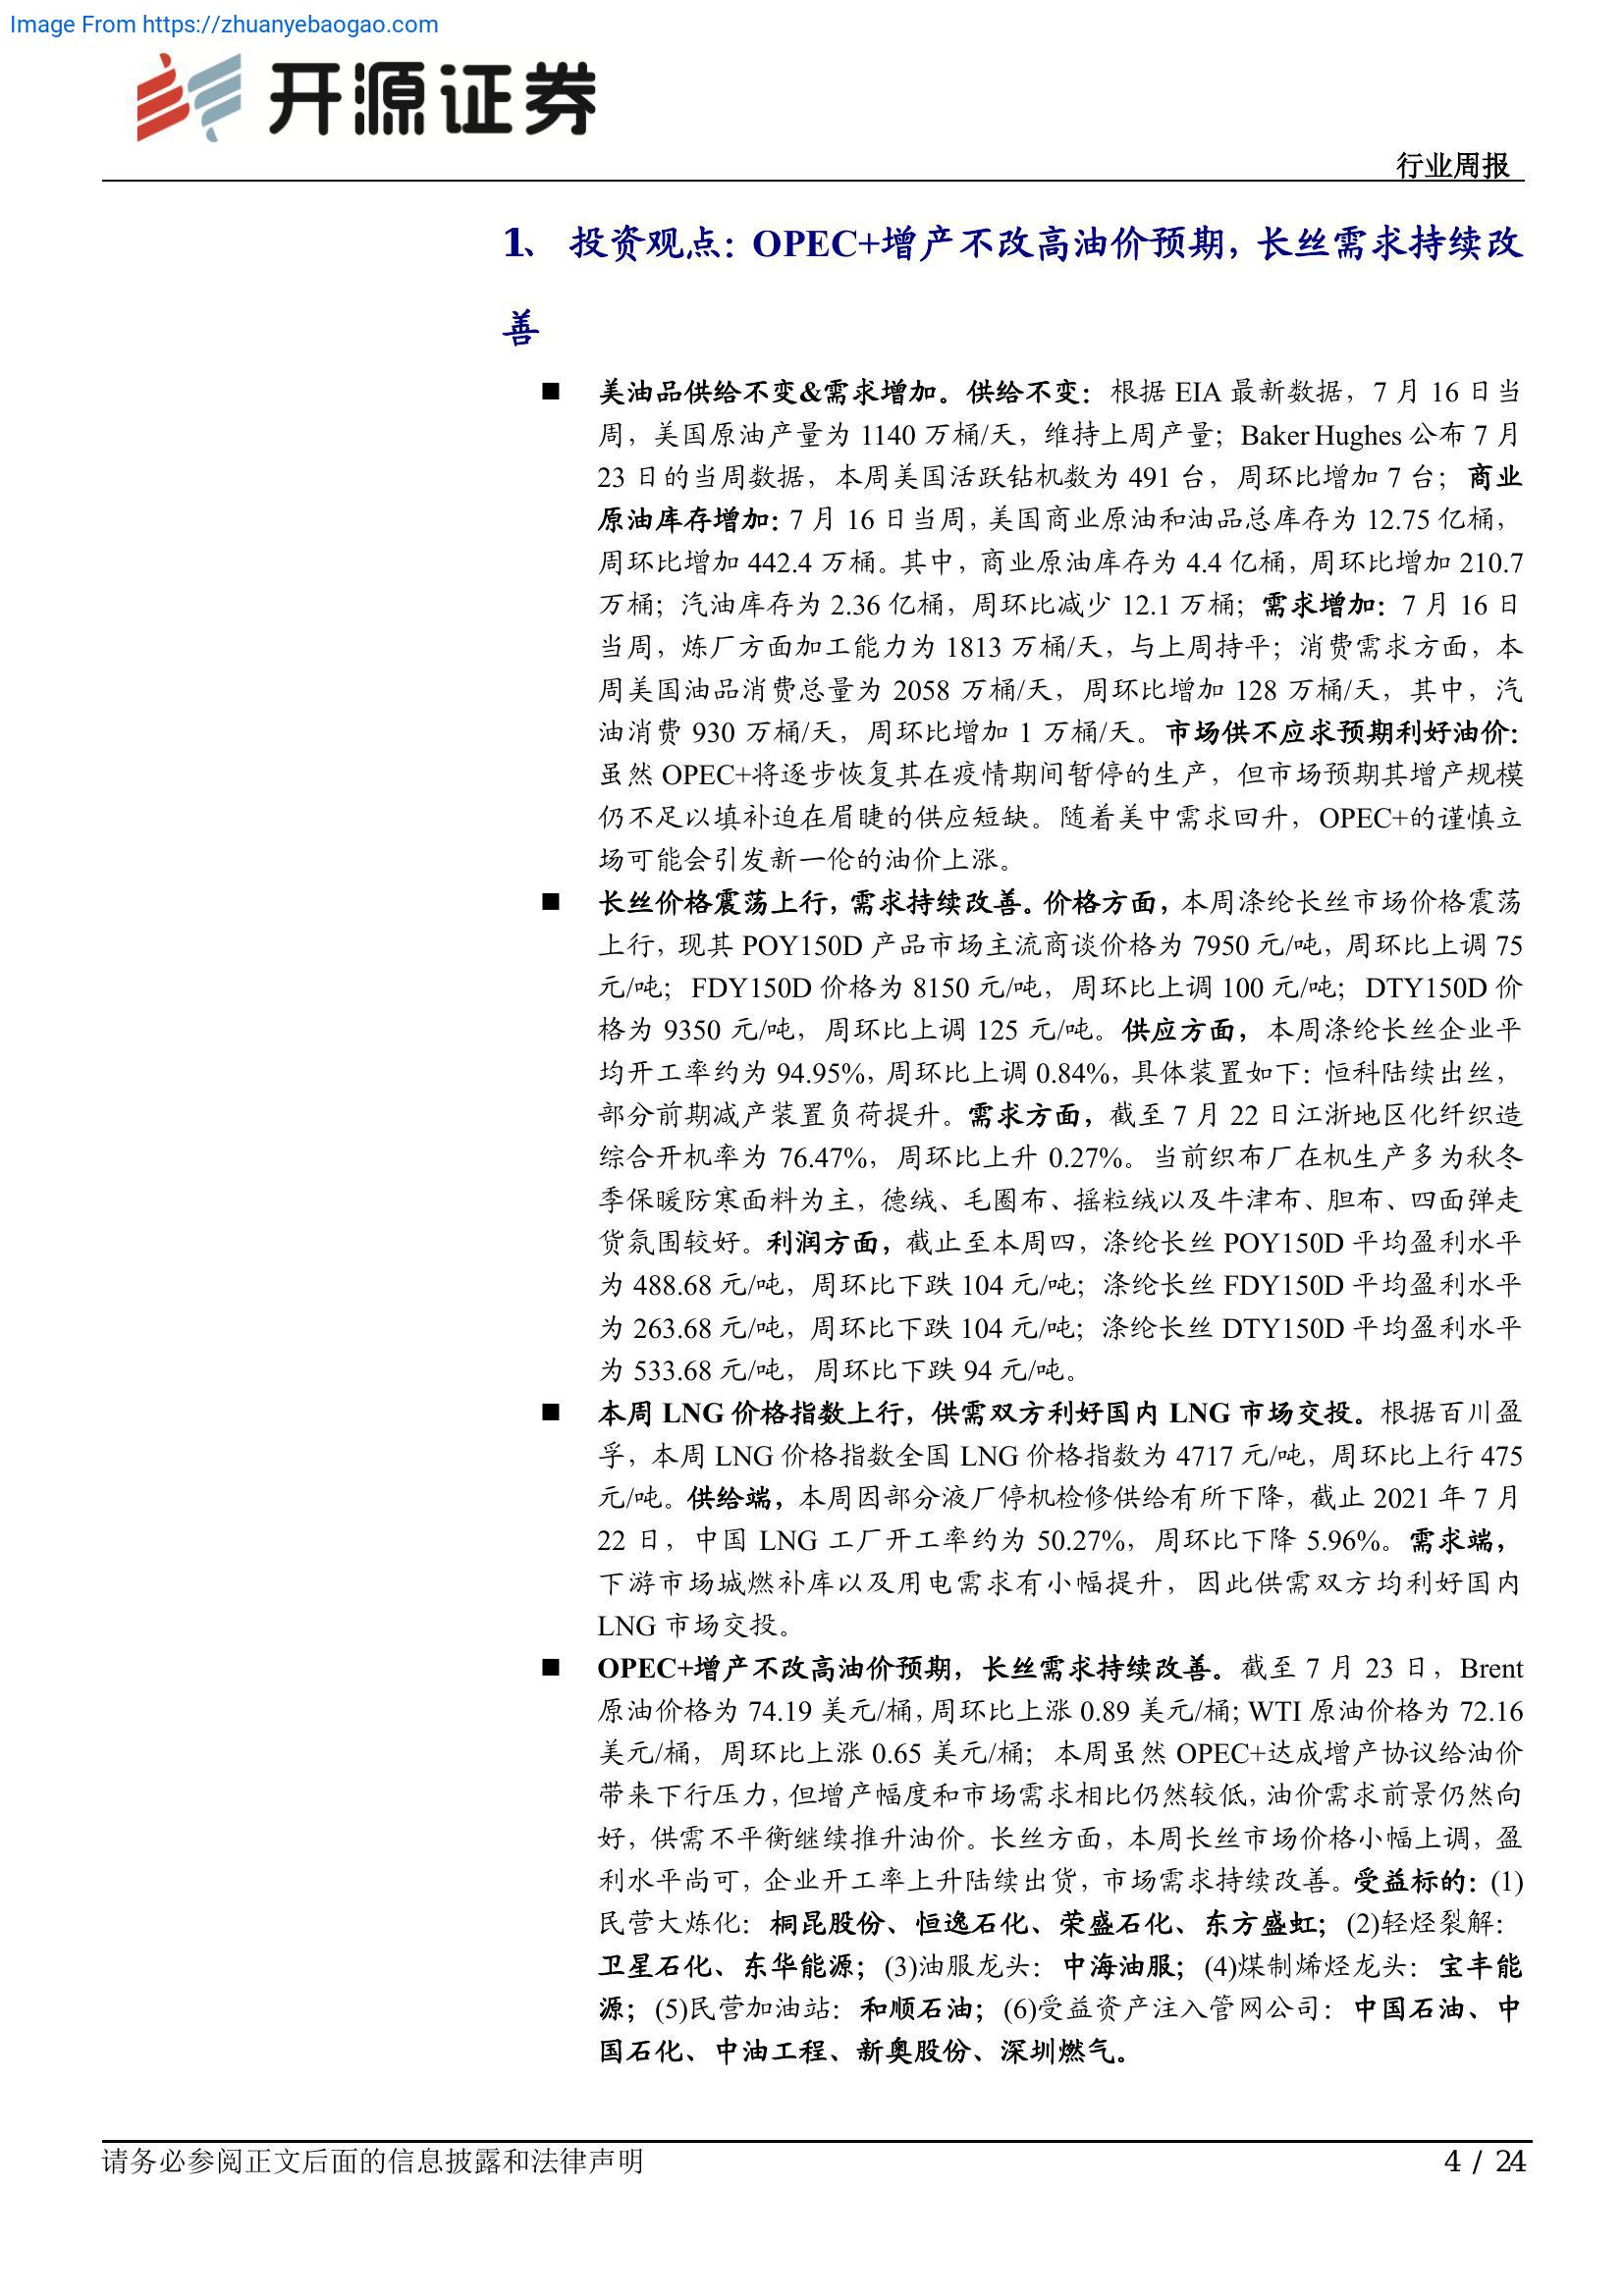 Image From https://zhuanyebaogao.com
开源证券
行业周报
1、 投资观点：OPEC+增产不改高油价预期，长丝需求持续改
善
■ 美油品供给不变&需求增加。供给不变：根据 EIA 最新数据，7 月 16 日当
周，美国原油产量为 1140 万桶/天，维持上周产量；Baker Hughes 公布 7 月
23 日的当周数据，本周美国活跃钻机数为 491 台，周环比增加 7 台；商业
原油库存增加：7 月 16 日当周，美国商业原油和油品总库存为 12.75 亿桶，
周环比增加 442.4 万桶。其中，商业原油库存为 4.4 亿桶，周环比增加 210.7
万桶；汽油库存为 2.36 亿桶，周环比减少 12.1 万桶；需求增加：7 月 16 日
当周，炼厂方面加工能力为 1813 万桶/天，与上周持平；消费需求方面，本
周美国油品消费总量为 2058 万桶/天，周环比增加 128 万桶/天，其中，汽
油消费 930 万桶/天，周环比增加 1 万桶/天。市场供不应求预期利好油价：
虽然 OPEC+将逐步恢复其在疫情期间暂停的生产，但市场预期其增产规模
仍不足以填补迫在眉睫的供应短缺。随着美中需求回升，OPEC+的谨慎立
场可能会引发新一伦的油价上涨。
■ 长丝价格震荡上行，需求持续改善。价格方面，本周涤纶长丝市场价格震荡
上行，现其 POY150D 产品市场主流商谈价格为 7950 元/吨，周环比上调 75
元/吨；FDY150D 价格为 8150 元/吨，周环比上调 100 元/吨；DTY150D 价
格为 9350 元/吨，周环比上调 125 元/吨。供应方面，本周涤纶长丝企业平
均开工率约为 94.95%，周环比上调 0.84%，具体装置如下：恒科陆续出丝，
部分前期减产装置负荷提升。需求方面，截至 7 月 22 日江浙地区化纤织造
综合开机率为 76.47%，周环比上升 0.27%。当前织布厂在机生产多为秋冬
季保暖防寒面料为主，德绒、毛圈布、摇粒绒以及牛津布、胆布、四面弹走
货氛围较好。利润方面，截止至本周四，涤纶长丝 POY150D 平均盈利水平
为 488.68 元/吨，周环比下跌 104 元/吨；涤纶长丝 FDY150D 平均盈利水平
为 263.68 元/吨，周环比下跌 104 元/吨；涤纶长丝 DTY150D 平均盈利水平
为 533.68 元/吨，周环比下跌 94 元/吨。
■ 本周 LNG 价格指数上行，供需双方利好国内 LNG 市场交投。根据百川盈
孚，本周 LNG 价格指数全国 LNG 价格指数为 4717 元/吨，周环比上行 475
元/吨。供给端，本周因部分液厂停机检修供给有所下降，截止 2021 年 7 月
22 日，中国 LNG 工厂开工率约为 50.27%，周环比下降 5.96%。需求端，
下游市场城燃补库以及用电需求有小幅提升，因此供需双方均利好国内
LNG 市场交投。
■ OPEC+增产不改高油价预期，长丝需求持续改善。截至 7 月 23 日，Brent
原油价格为 74.19 美元/桶，周环比上涨 0.89 美元/桶；WTI 原油价格为 72.16
美元/桶，周环比上涨 0.65 美元/桶；本周虽然 OPEC+达成增产协议给油价
带来下行压力，但增产幅度和市场需求相比仍然较低，油价需求前景仍然向
好，供需不平衡继续推升油价。长丝方面，本周长丝市场价格小幅上调，盈
利水平尚可，企业开工率上升陆续出货，市场需求持续改善。受益标的：(1)
民营大炼化：桐昆股份、恒逸石化、荣盛石化、东方盛虹；(2)轻烃裂解：
卫星石化、东华能源；(3)油服龙头：中海油服；(4)煤制烯烃龙头：宝丰能
源；(5)民营加油站：和顺石油；(6)受益资产注入管网公司：中国石油、中
国石化、中油工程、新奥股份、深圳燃气。
请务必参阅正文后面的信息披露和法律声明
4 / 24